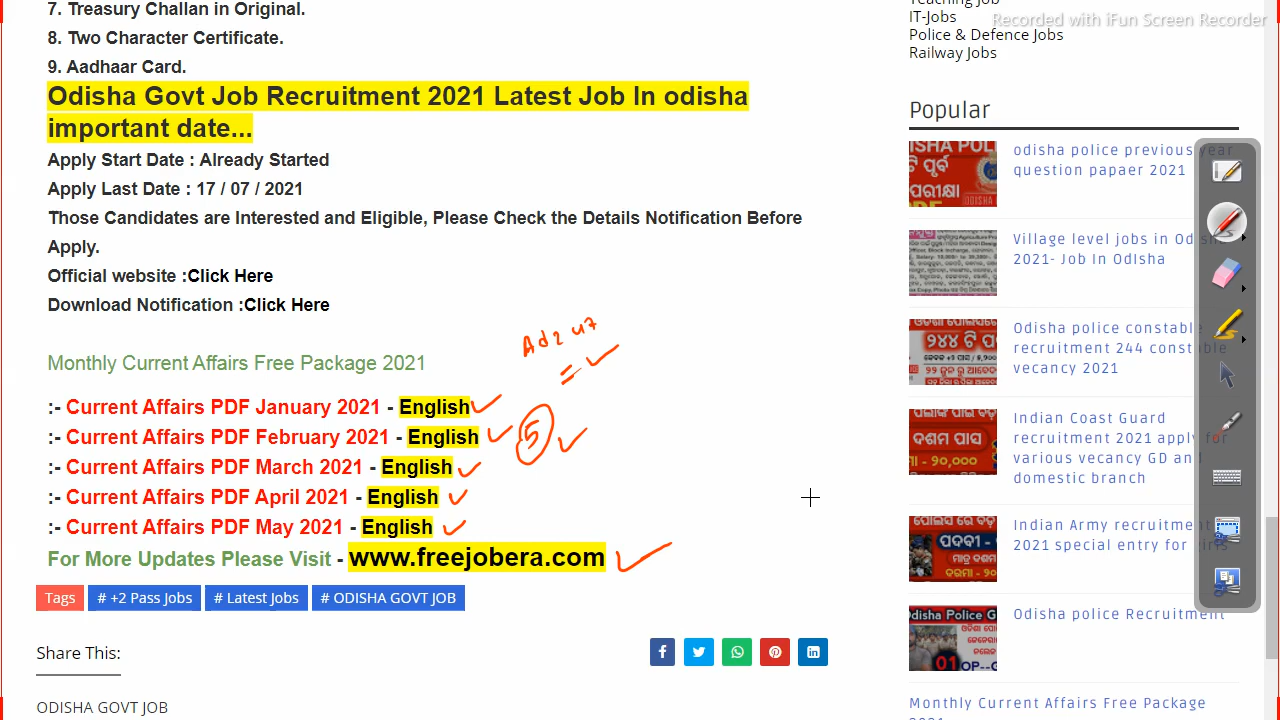 7. Treasury Challan in Original.
8. Two Character Certificate.
9. Aadhaar Card.
Odisha Govt Job Recruitment 2021 Latest Job In odisha
important date...
Apply Start Date : Already Started
Apply Last Date : 17 / 07 / 2021
Those Candidates are Interested and Eligible, Please Check the Details Notification Before
Apply.
Official website :Click Here
Download Notification :Click Here
Monthly Current Affairs Free Package 2021
:- Current Affairs PDF January 2021 - English
:- Current Affairs PDF February 2021 - English
:- Current Affairs PDF March 2021 - English
:- Current Affairs PDF April 2021 - English
:- Current Affairs PDF May 2021 - English
5
For More Updates Please Visit - www.freejobera.com
Tags # +2 Pass Jobs # Latest Jobs # ODISHA GOVT JOB
Share This:
ODISHA GOVT JOB
IT-Jobs
Recorded with iFun Screen Recorder
Police & Defence Jobs
Railway Jobs
Popular
odisha police previous year
question papaer 2021
Village level jobs in Odisha
2021- Job In OdIsha
Odisha police constable
recruitment 244 constable
vecancy 2021
୨୪୪ ଟି ପ
Indian Coast Guard
recruitment 2021 apply for
various vecancy GD and
domestic branch
ଦଶମ ପାସ
Indian Army recruitment
2021 special entry for girls
ପଦବୀ -
Odisha police Recruitment
Odisha Police G
01
Monthly Current Affairs Free Package